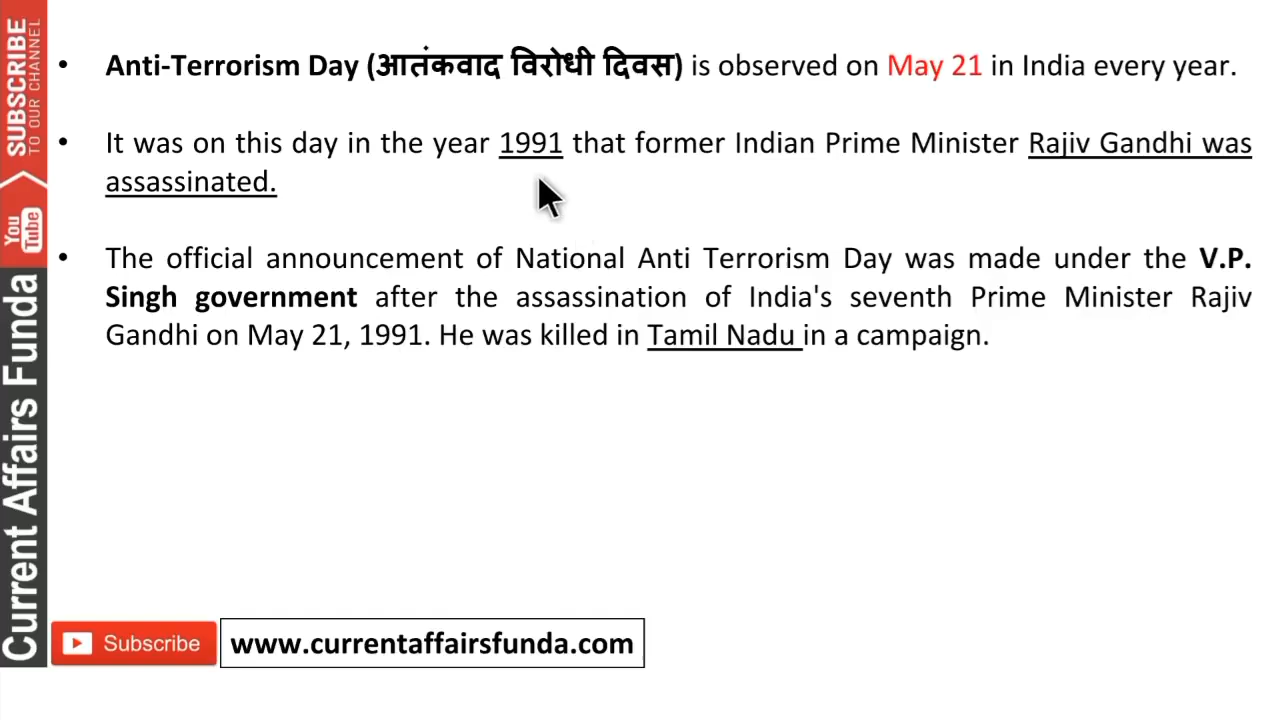 SUBSCRIBE
TO OUR CHANNEL
You
Tube
Current Affairs Funda
• Anti-Terrorism Day (आतंकवाद विरोधी दिवस) is observed on May 21 in India every year.
• It was on this day in the year 1991 that former Indian Prime Minister Rajiv Gandhi was
assassinated.
• The official announcement of National Anti Terrorism Day was made under the V.P.
Singh government after the assassination of India's seventh Prime Minister Rajiv
Gandhi on May 21, 1991. He was killed in Tamil Nadu in a campaign.
Subscribe
www.currentaffairsfunda.com